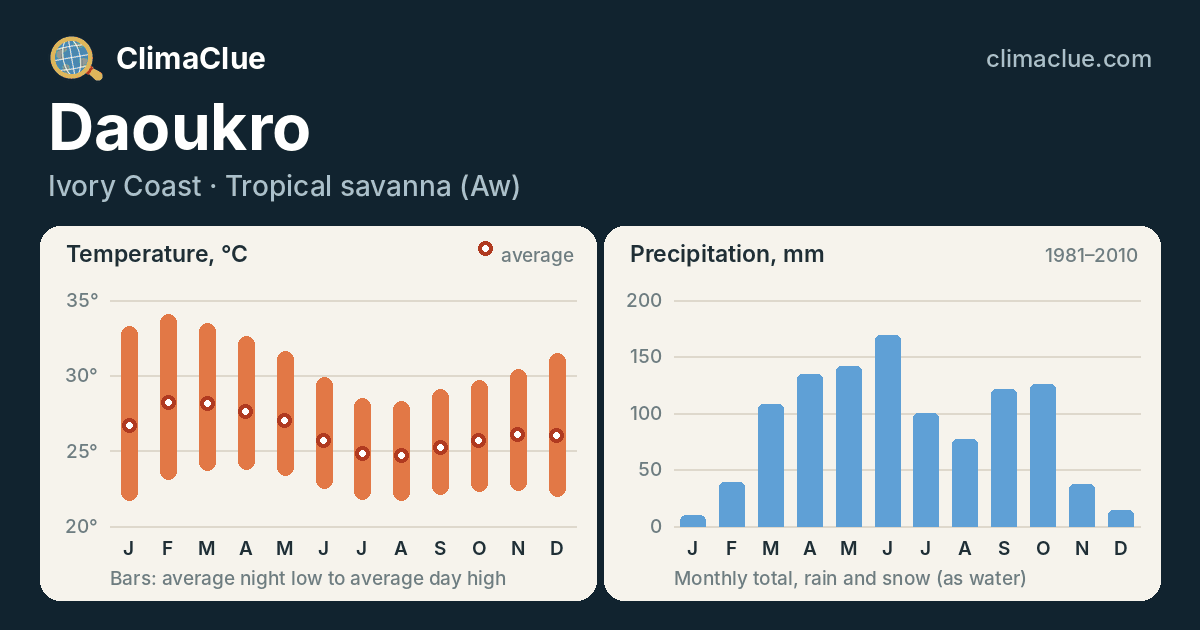 ClimaClue
climaclue.com
Daoukro
Ivory Coast · Tropical savanna (Aw)
Temperature, °C
average
35°
30°
25°
20°
J F M A M J J A S O N D
Bars: average night low to average day high
Precipitation, mm
1981–2010
200
150
100
50
0
J F M A M J J A S O N D
Monthly total, rain and snow (as water)